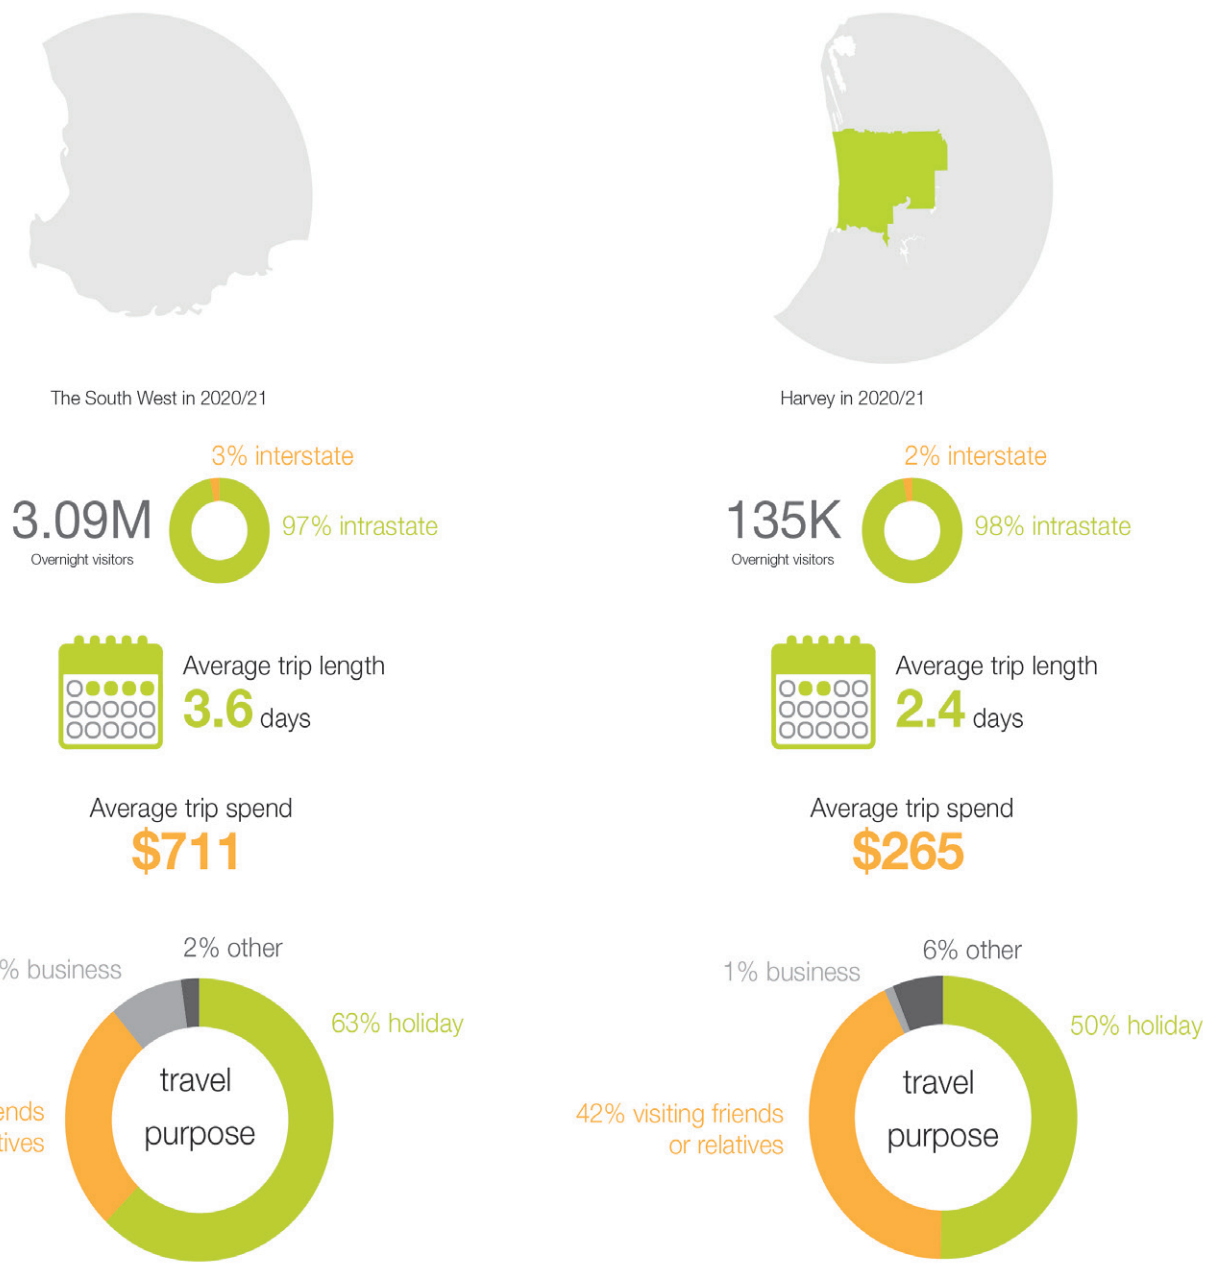 The South West in 2020/21
3% interstate
3.09M
Overnight visitors
97% intrastate
Average trip length
3.6 days
Average trip spend
$711
2% other
% business
63% holiday
travel
purpose
Harvey in 2020/21
2% interstate
135K
Overnight visitors
98% intrastate
Average trip length
2.4 days
Average trip spend
$265
6% other
1% business
50% holiday
42% visiting friends
or relatives
travel
purpose